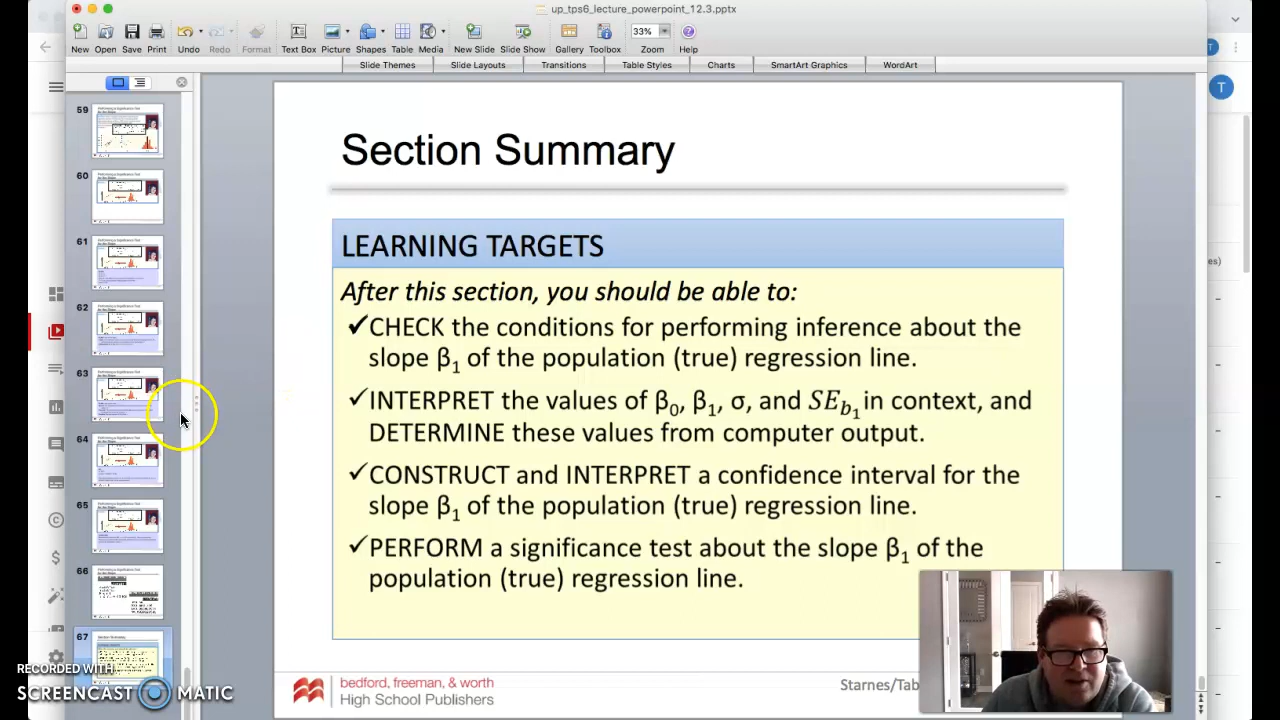 up_tps6_lecture_powerpoint_12.3.pptx
33%
New Open Save Print Undo Redo Format Text Box Picture Shapes Table Media New Slide Slide Show Gallery Toolbox Zoom Help
Slide Themes Slide Layouts Transitions Table Styles Charts SmartArt Graphics WordArt
T
T
59
60
61
62
63
64
65
66
67
es)
Section Summary
LEARNING TARGETS
After this section, you should be able to:
✓CHECK the conditions for performing inference about the
slope β₁ of the population (true) regression line.
✓INTERPRET the values of β₀, β₁, σ, and SE_b₁ in context, and
DETERMINE these values from computer output.
✓CONSTRUCT and INTERPRET a confidence interval for the
slope β₁ of the population (true) regression line.
✓PERFORM a significance test about the slope β₁ of the
population (true) regression line.
bedford, freeman, & worth
High School Publishers
Starnes/Tab
RECORDED WITH
SCREENCAST MATIC